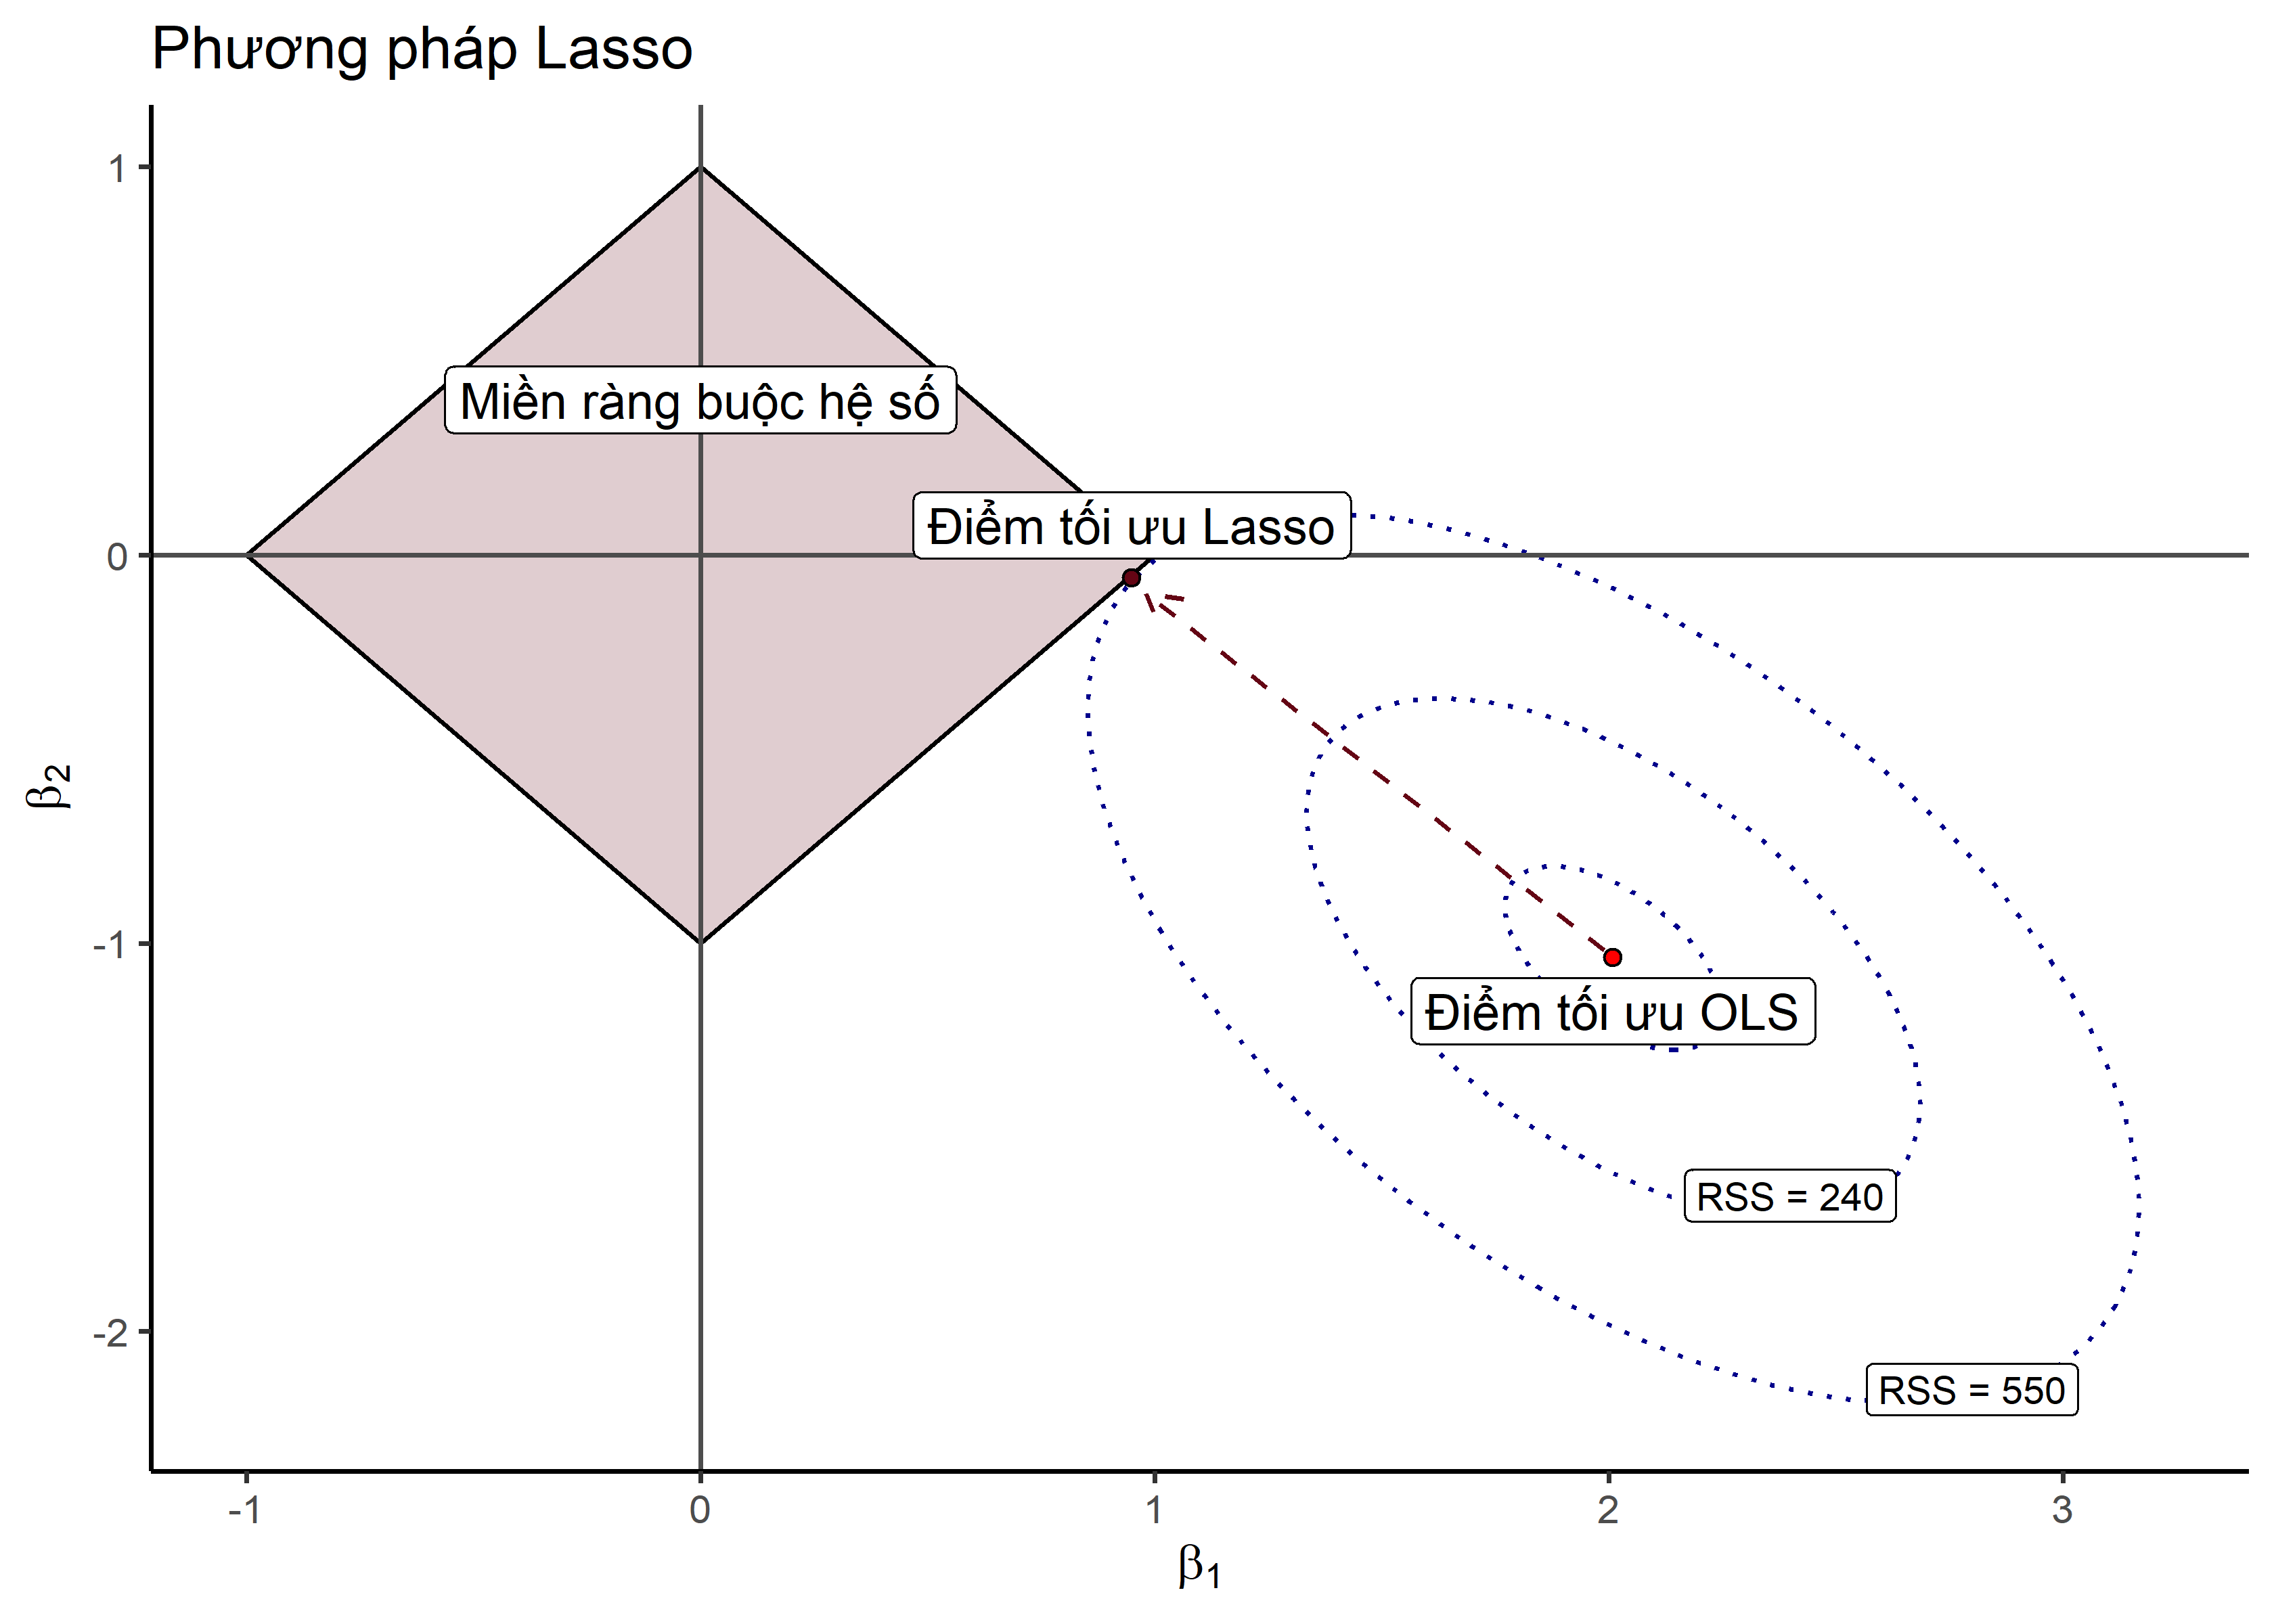 Phương pháp Lasso
1
Miền ràng buộc hệ số
Điểm tối ưu Lasso
0
β2
-1
Điểm tối ưu OLS
RSS = 240
-2
RSS = 550
-1 0 1 2 3
β1